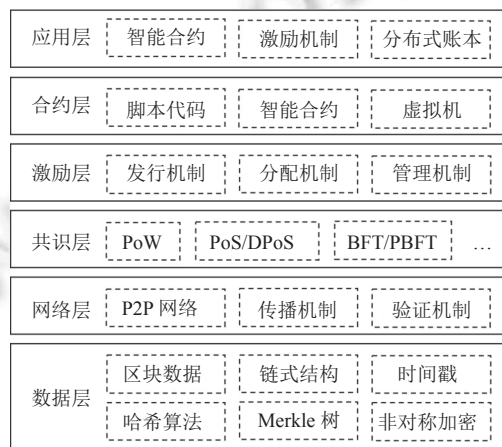 应用层 智能合约 激励机制 分布式账本
合约层 脚本代码 智能合约 虚拟机
激励层 发行机制 分配机制 管理机制
共识层 PoW PoS/DPoS BFT/PBFT …
网络层 P2P 网络 传播机制 验证机制
数据层
区块数据 链式结构 时间戳
哈希算法 Merkle 树 非对称加密